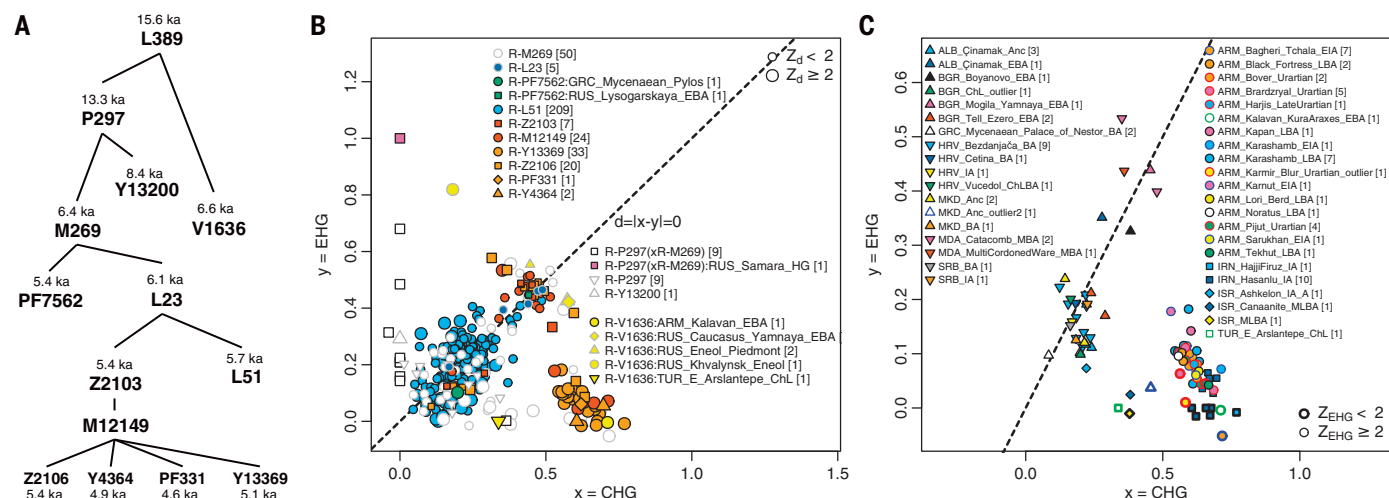 A
15.6 ka
L389
13.3 ka
P297
8.4 ka
Y13200
6.4 ka
M269
6.6 ka
V1636
5.4 ka
PF7562
6.1 ka
L23
5.4 ka
Z2103
5.7 ka
L51
M12149
Z2106 Y4364 PF331 Y13369
5.4 ka 4.9 ka 4.6 ka 5.1 ka
B
y = EHG
0.0 0.2 0.4 0.6 0.8 1.0 1.2
R-M269 [50]
R-L23 [5]
R-PF7562:GRC_Mycenaean_Pylos [1]
R-PF7562:RUS_Lysogarskaya_EBA [1]
R-L51 [209]
R-Z2103 [7]
R-M12149 [24]
R-Y13369 [33]
R-Z2106 [20]
R-PF331 [1]
R-Y4364 [2]
Z_d < 2
Z_d ≥ 2
d=|x-y|=0
R-P297(xR-M269) [9]
R-P297(xR-M269):RUS_Samara_HG [1]
R-P297 [9]
R-Y13200 [1]
R-V1636:ARM_Kalavan_EBA [1]
R-V1636:RUS_Caucasus_Yamnaya_EBA
R-V1636:RUS_Eneol_Piedmont [2]
R-V1636:RUS_Khvalynsk_Eneol [1]
R-V1636:TUR_E_Arslantepe_ChL [1]
0.0 0.5 1.0 1.5
x = CHG
C
y = EHG
0.0 0.1 0.2 0.3 0.4 0.5 0.6
ALB_Çinamak_Anc [3]
ALB_Çinamak_EBA [1]
BGR_Boyanovo_EBA [1]
BGR_ChL_outlier [1]
BGR_Mogila_Yamnaya_EBA [1]
BGR_Tell_Ezero_EBA [2]
GRC_Mycenaean_Palace_of_Nestor_BA [2]
HRV_Bezdanjača_BA [9]
HRV_Cetina_BA [1]
HRV_IA [1]
HRV_Vucedol_ChLBA [1]
MKD_Anc [2]
MKD_Anc_outlier2 [1]
MKD_BA [1]
MDA_Catacomb_MBA [2]
MDA_MultiCordonedWare_MBA [1]
SRB_BA [1]
SRB_IA [1]
ARM_Bagheri_Tchala_EIA [7]
ARM_Black_Fortress_LBA [2]
ARM_Bover_Urartian [2]
ARM_Brardzryal_Urartian [5]
ARM_Harjis_LateUrartian [1]
ARM_Kalavan_KuraAraxes_EBA [1]
ARM_Kapan_LBA [1]
ARM_Karashamb_EIA [1]
ARM_Karashamb_LBA [7]
ARM_Karmir_Blur_Urartian_outlier [1]
ARM_Karnut_EIA [1]
ARM_Lori_Berd_LBA [1]
ARM_Noratus_LBA [1]
ARM_Pijut_Urartian [4]
ARM_Sarukhan_EIA [1]
ARM_Tekhut_LBA [1]
IRN_HajjiFiruz_IA [1]
IRN_Hasanlu_IA [10]
ISR_Ashkelon_IA_A [1]
ISR_Canaanite_MLBA [1]
ISR_MLBA [1]
TUR_E_Arslantepe_ChL [1]
Z_EHG < 2
Z_EHG ≥ 2
0.0 0.5 1.0
x = CHG